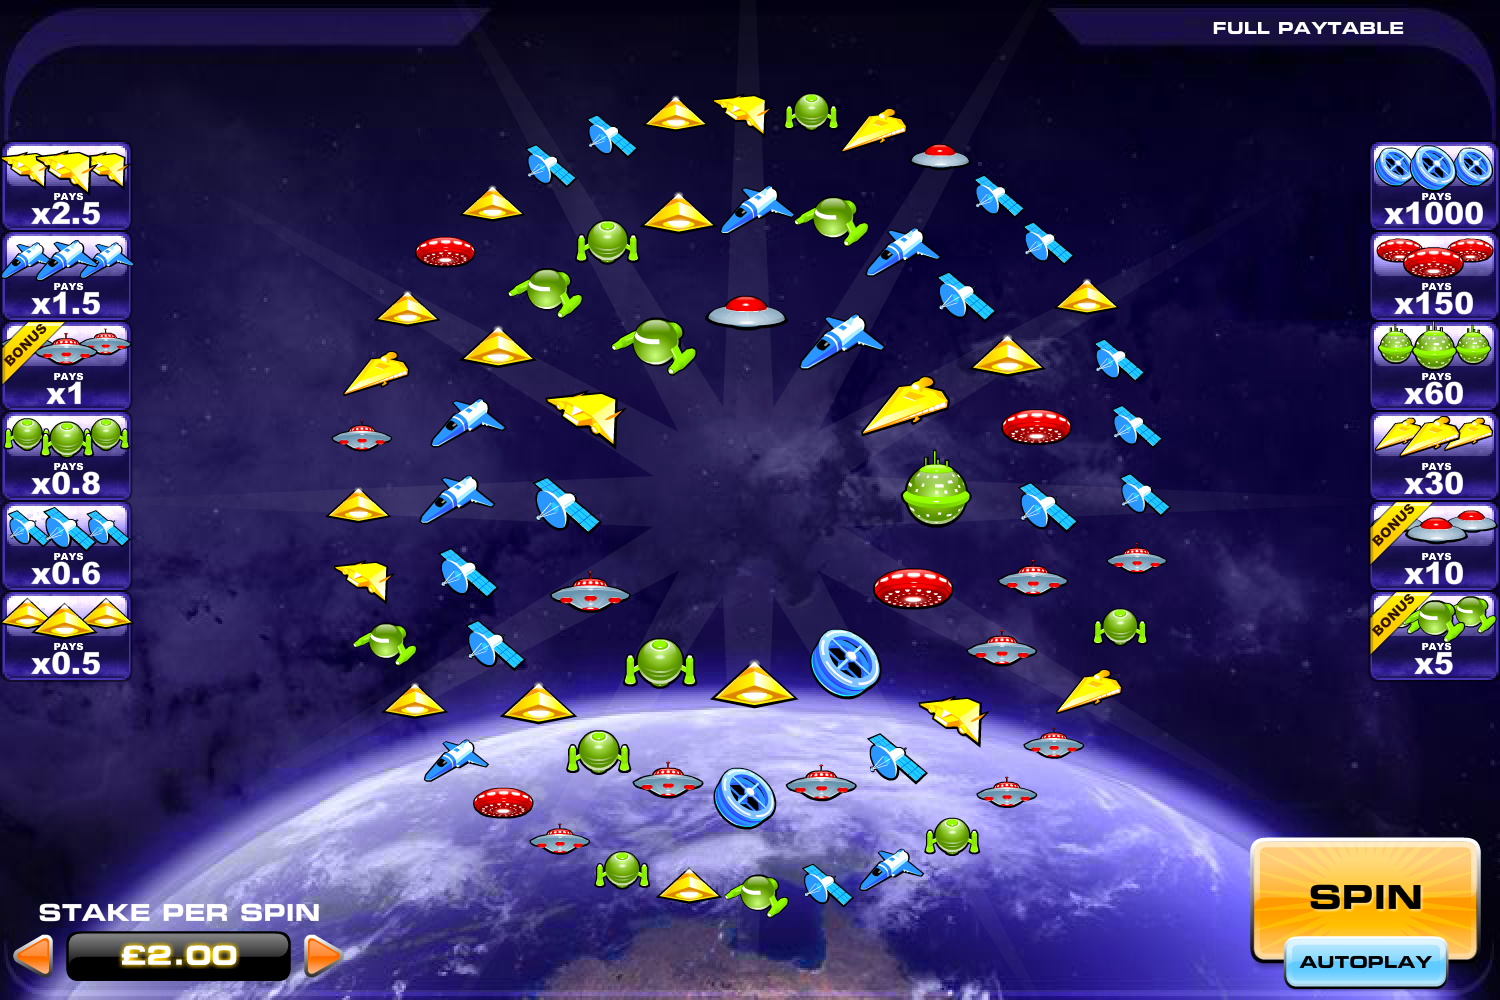 FULL PAYTABLE
PAYS
x2.5
PAYS
x1.5
BONUS
PAYS
x1
PAYS
x0.8
PAYS
x0.6
PAYS
x0.5
PAYS
x1000
PAYS
x150
PAYS
x60
PAYS
x30
BONUS
PAYS
x10
BONUS
PAYS
x5
STAKE PER SPIN
£2.00
SPIN
AUTOPLAY